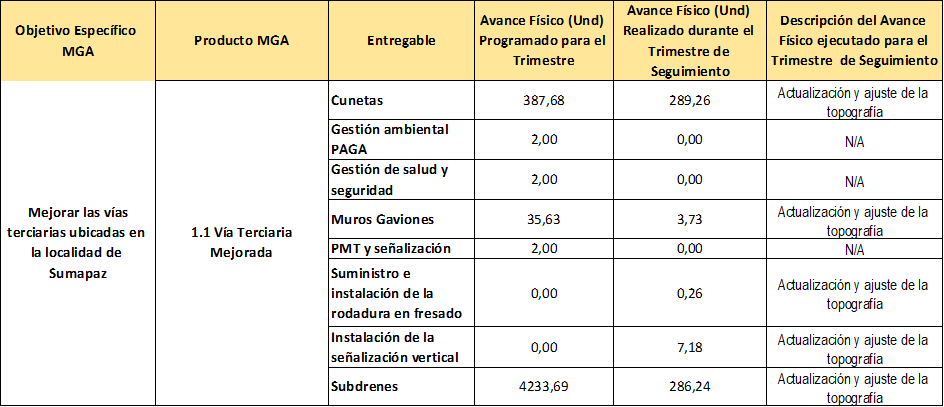 Objetivo Específico
MGA
Producto MGA
Entregable
Avance Físico (Und)
Programado para el
Trimestre
Avance Físico (Und)
Realizado durante el
Trimestre de
Seguimiento
Descripción del Avance
Físico ejecutado para el
Trimestre de Seguimiento
Mejorar las vías
terciarias ubicadas en
la localidad de
Sumapaz
1.1 Vía Terciaria
Mejorada
Cunetas
387,68
289,26
Actualización y ajuste de la
topografía
Gestión ambiental
PAGA
2,00
0,00
N/A
Gestión de salud y
seguridad
2,00
0,00
N/A
Muros Gaviones
35,63
3,73
Actualización y ajuste de la
topografía
PMT y señalización
2,00
0,00
N/A
Suministro e
instalación de la
rodadura en fresado
0,00
0,26
Actualización y ajuste de la
topografía
Instalación de la
señalización vertical
0,00
7,18
Actualización y ajuste de la
topografía
Subdrenes
4233,69
286,24
Actualización y ajuste de la
topografía